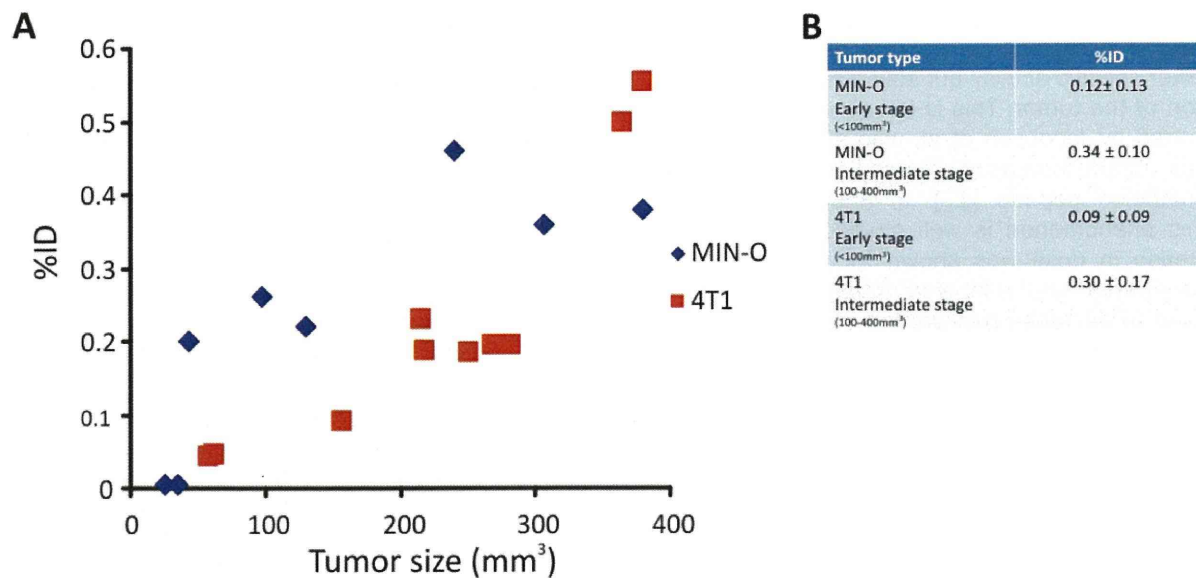 A
0.6
0.5
0.4
0.3
0.2
0.1
0
%ID
0
100
200
300
400
Tumor size (mm³)
MIN-O
4T1
B
Tumor type %ID
MIN-O 0.12± 0.13
Early stage
(<100mm³)
MIN-O 0.34 ± 0.10
Intermediate stage
(100-400mm³)
4T1 0.09 ± 0.09
Early stage
(<100mm³)
4T1 0.30 ± 0.17
Intermediate stage
(100-400mm³)